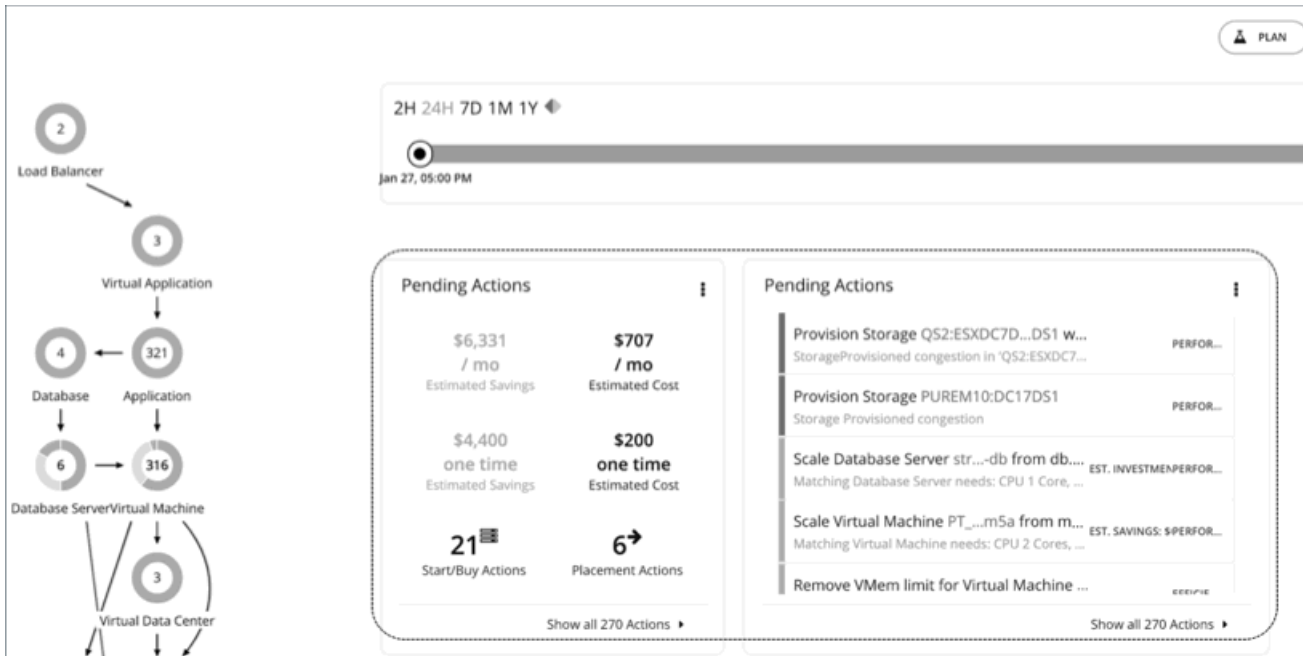 PLAN
2H 24H 7D 1M 1Y
Jan 27, 05:00 PM
2
Load Balancer
3
Virtual Application
4
321
Database
Application
6
316
Database Server
Virtual Machine
3
Virtual Data Center
Pending Actions
$6,331
/ mo
Estimated Savings
$707
/ mo
Estimated Cost
$4,400
one time
Estimated Savings
$200
one time
Estimated Cost
21
Start/Buy Actions
6
Placement Actions
Show all 270 Actions
Pending Actions
Provision Storage QS2:ESXDC7D...DS1 w...
StorageProvisioned congestion in 'QS2:ESXDC7...
PERFOR...
Provision Storage PUREM10:DC17DS1
Storage Provisioned congestion
PERFOR...
Scale Database Server str...-db from db....
Matching Database Server needs: CPU 1 Core, ...
EST. INVESTMEN PERFOR...
Scale Virtual Machine PT_...m5a from m...
Matching Virtual Machine needs: CPU 2 Cores, ...
EST. SAVINGS: $ PERFOR...
Remove VMem limit for Virtual Machine ...
Show all 270 Actions